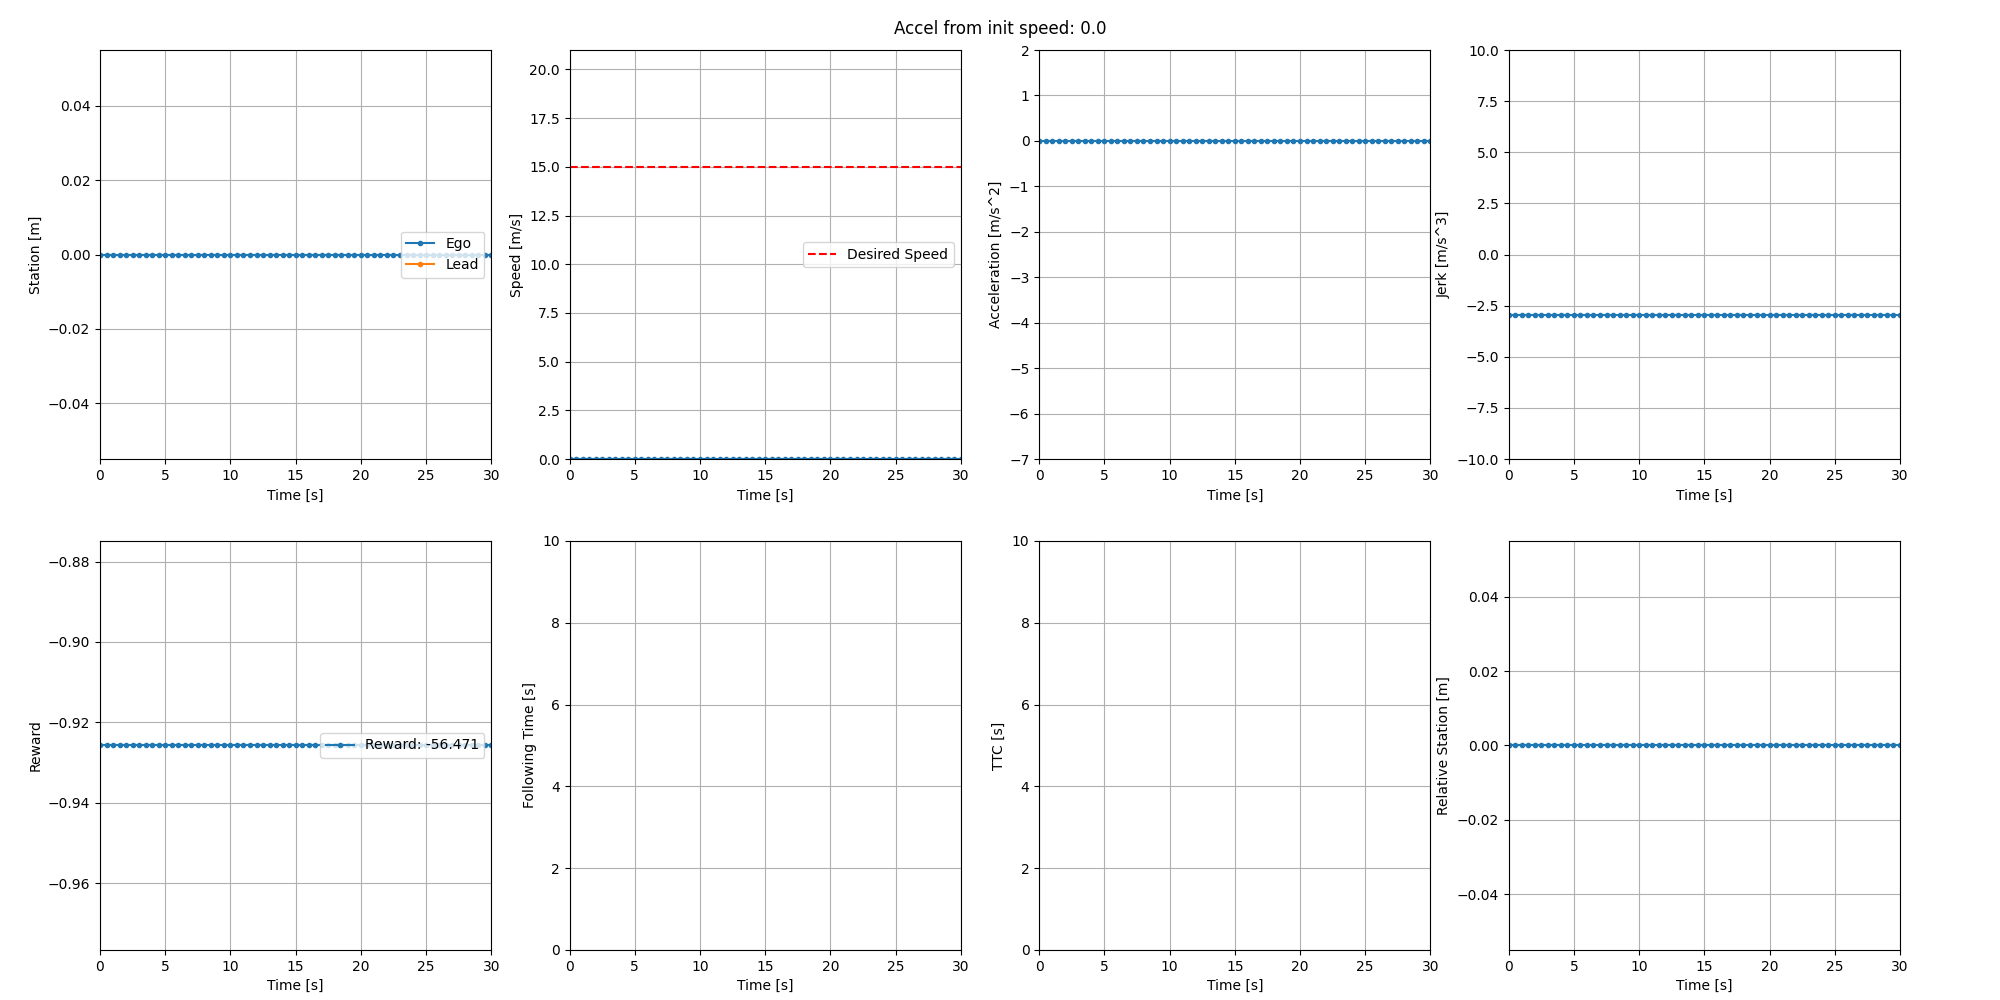 Accel from init speed: 0.0
Station [m]
0.04
0.02
0.00
−0.02
−0.04
Ego
Lead
0 5 10 15 20 25 30
Time [s]
Speed [m/s]
20.0
17.5
15.0
12.5
10.0
7.5
5.0
2.5
0.0
Desired Speed
0 5 10 15 20 25 30
Time [s]
Acceleration [m/s^2]
2
1
0
−1
−2
−3
−4
−5
−6
−7
0 5 10 15 20 25 30
Time [s]
Jerk [m/s^3]
10.0
7.5
5.0
2.5
0.0
−2.5
−5.0
−7.5
−10.0
0 5 10 15 20 25 30
Time [s]
Reward
−0.88
−0.90
−0.92
−0.94
−0.96
Reward: -56.471
0 5 10 15 20 25 30
Time [s]
Following Time [s]
10
8
6
4
2
0
0 5 10 15 20 25 30
Time [s]
TTC [s]
10
8
6
4
2
0
0 5 10 15 20 25 30
Time [s]
Relative Station [m]
0.04
0.02
0.00
−0.02
−0.04
0 5 10 15 20 25 30
Time [s]